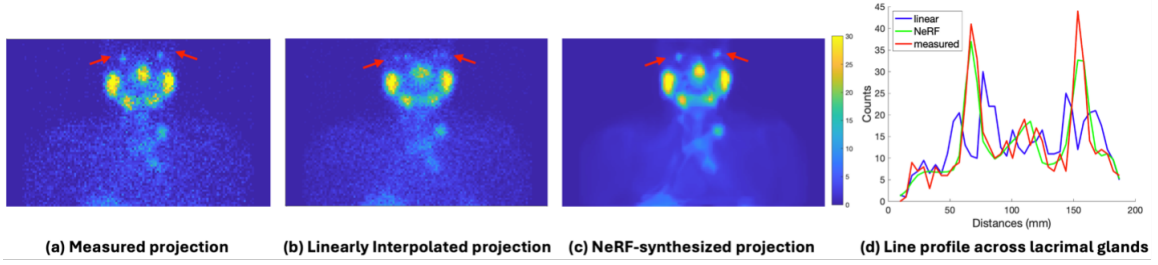 45
40
35
30
25
20
15
10
5
0
linear
NeRF
measured
Counts
0 50 100 150 200
Distances (mm)
30
25
20
15
10
5
0
(a) Measured projection
(b) Linearly Interpolated projection
(c) NeRF-synthesized projection
(d) Line profile across lacrimal glands